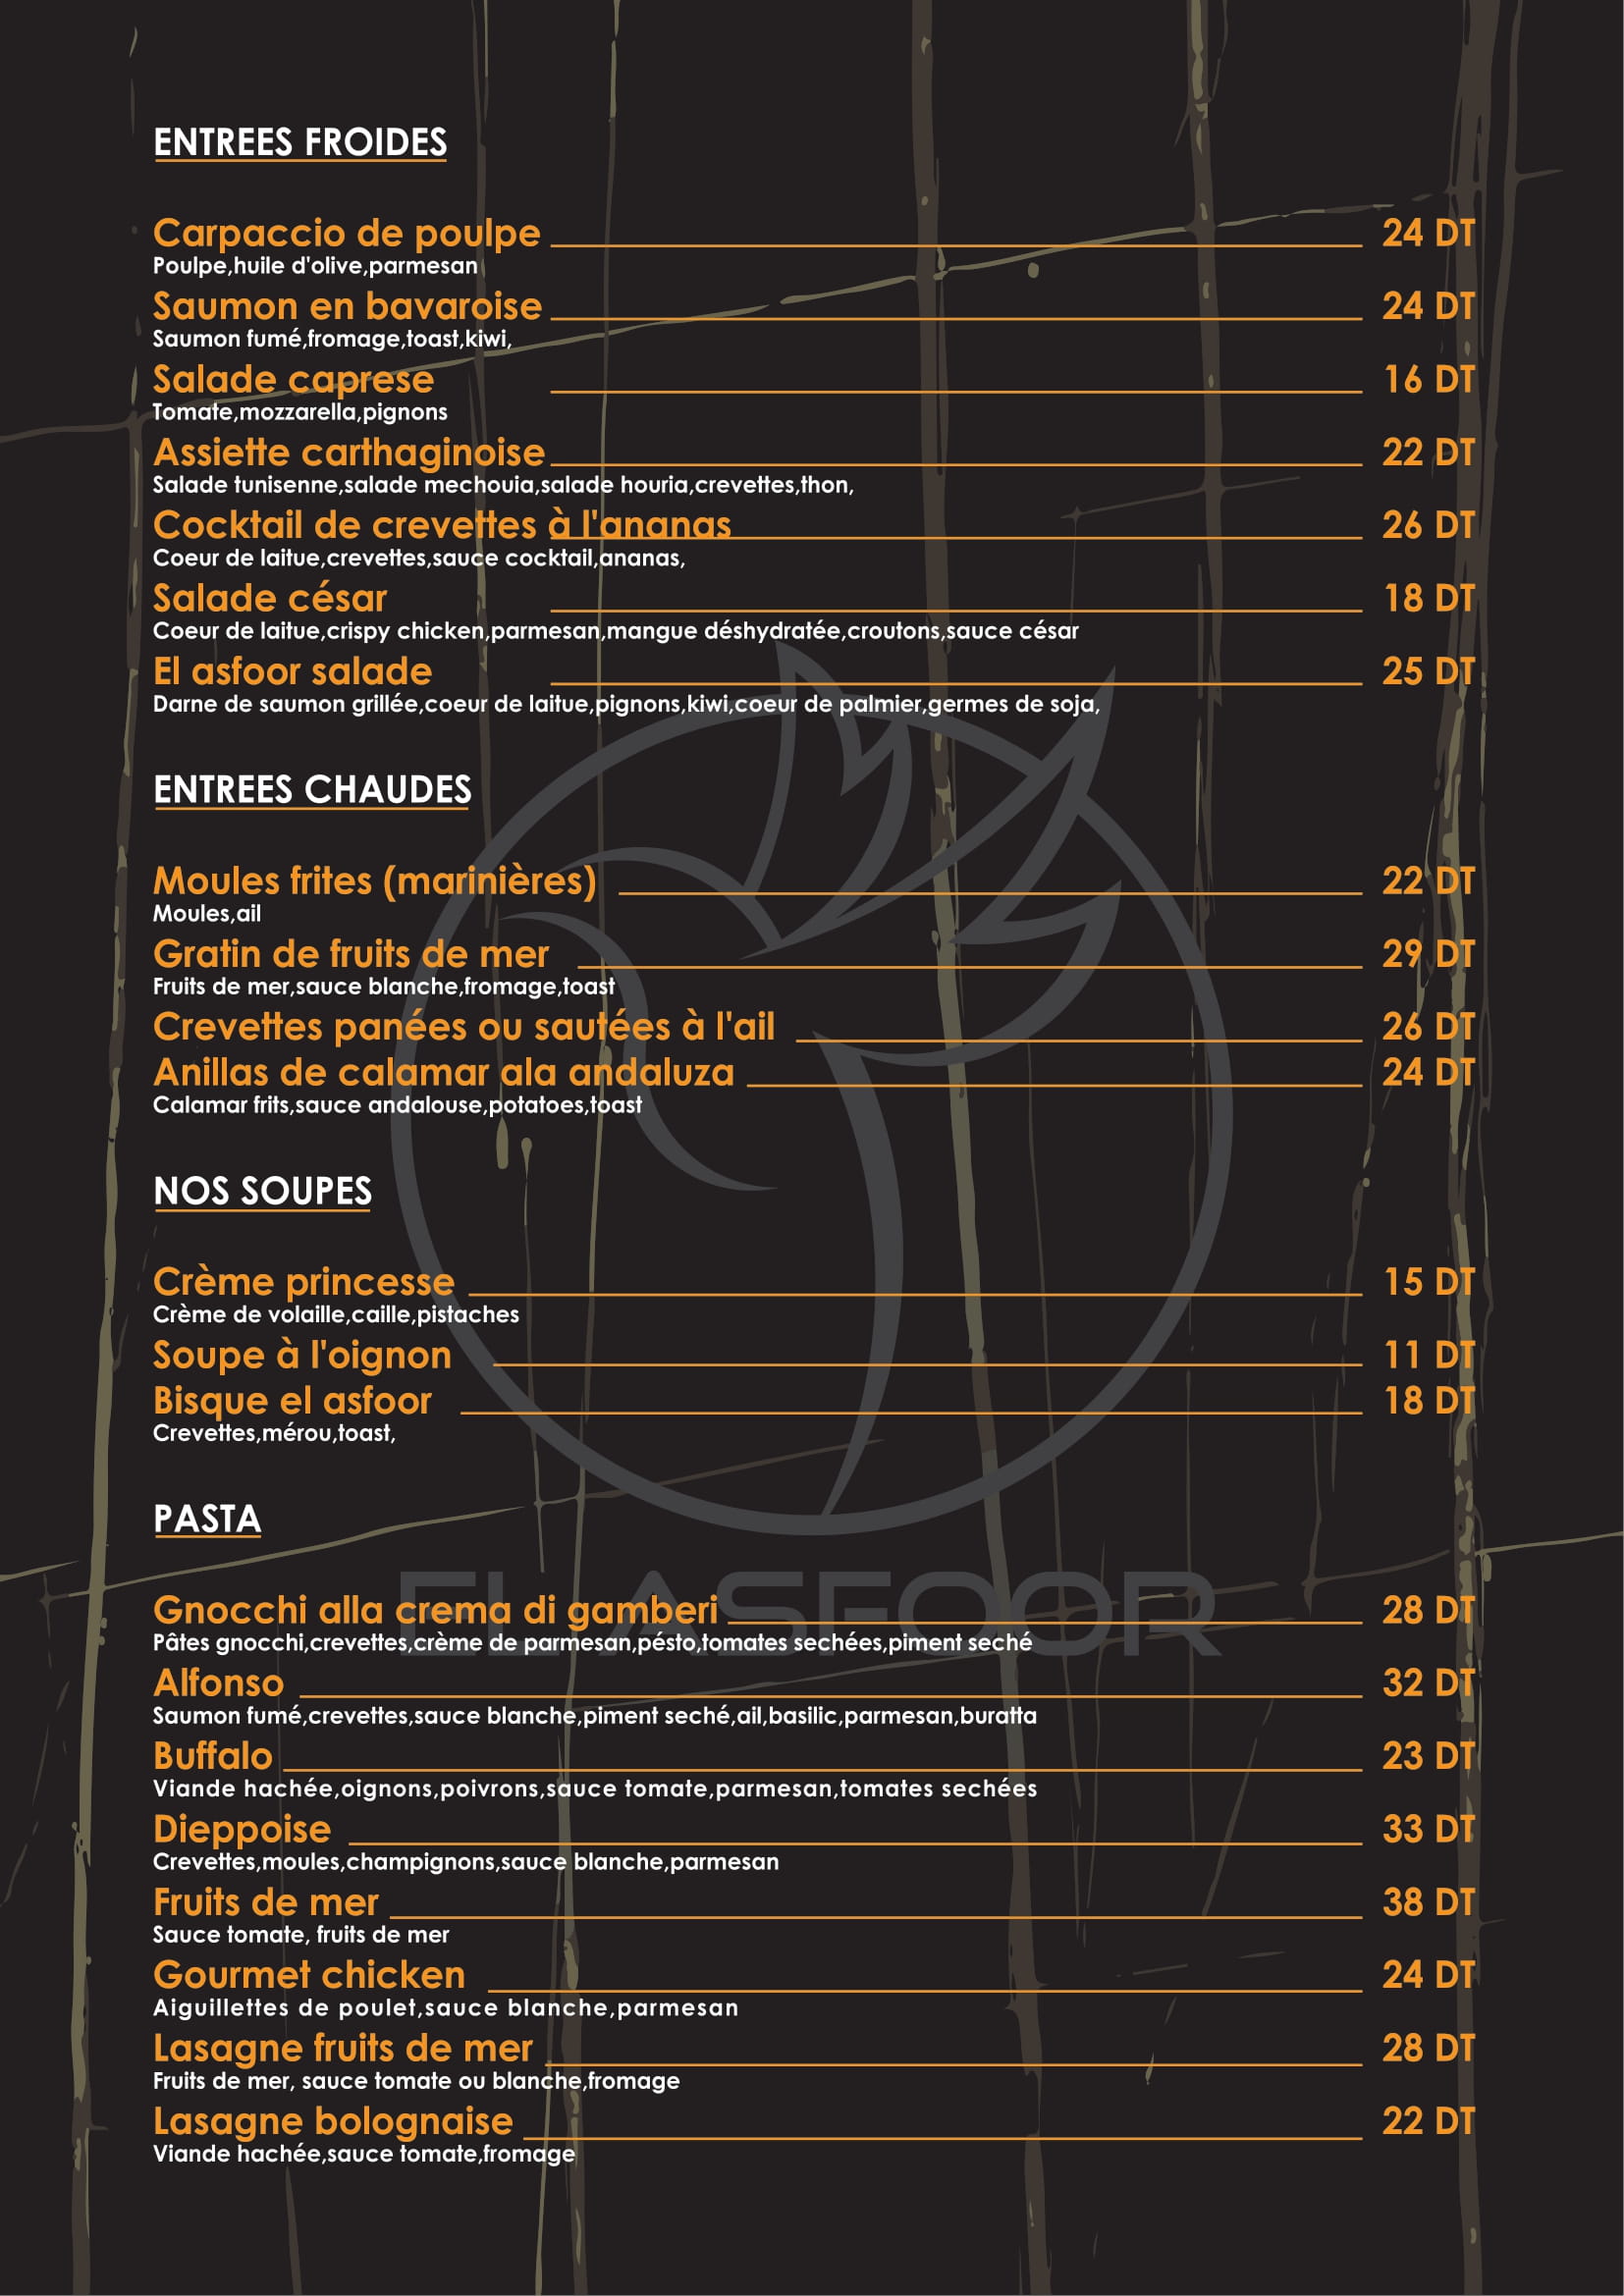 ENTREES FROIDES
Carpaccio de poulpe 24 DT
Poulpe,huile d'olive,parmesan
Saumon en bavaroise 24 DT
Saumon fumé,fromage,toast,kiwi,
Salade caprese 16 DT
Tomate,mozzarella,pignons
Assiette carthaginoise 22 DT
Salade tunisenne,salade mechouia,salade houria,crevettes,thon,
Cocktail de crevettes à l'ananas 26 DT
Coeur de laitue,crevettes,sauce cocktail,ananas,
Salade césar 18 DT
Coeur de laitue,crispy chicken,parmesan,mangue déshydratée,croutons,sauce césar
El asfoor salade 25 DT
Darne de saumon grillée,coeur de laitue,pignons,kiwi,coeur de palmier,germes de soja,
ENTREES CHAUDES
Moules frites (marinières) 22 DT
Moules,ail
Gratin de fruits de mer 29 DT
Fruits de mer,sauce blanche,fromage,toast
Crevettes panées ou sautées à l'ail 26 DT
Anillas de calamar ala andaluza 24 DT
Calamar frits,sauce andalouse,potatoes,toast
NOS SOUPES
Crème princesse 15 DT
Crème de volaille,caille,pistaches
Soupe à l'oignon 11 DT
Bisque el asfoor 18 DT
Crevettes,mérou,toast,
PASTA
EL ASFOOR
Gnocchi alla crema di gamberi 28 DT
Pâtes gnocchi,crevettes,crème de parmesan,pésto,tomates sechées,piment seché
Alfonso 32 DT
Saumon fumé,crevettes,sauce blanche,piment seché,ail,basilic,parmesan,buratta
Buffalo 23 DT
Viande hachée,oignons,poivrons,sauce tomate,parmesan,tomates sechées
Dieppoise 33 DT
Crevettes,moules,champignons,sauce blanche,parmesan
Fruits de mer 38 DT
Sauce tomate, fruits de mer
Gourmet chicken 24 DT
Aiguillettes de poulet,sauce blanche,parmesan
Lasagne fruits de mer 28 DT
Fruits de mer, sauce tomate ou blanche,fromage
Lasagne bolognaise 22 DT
Viande hachée,sauce tomate,fromage